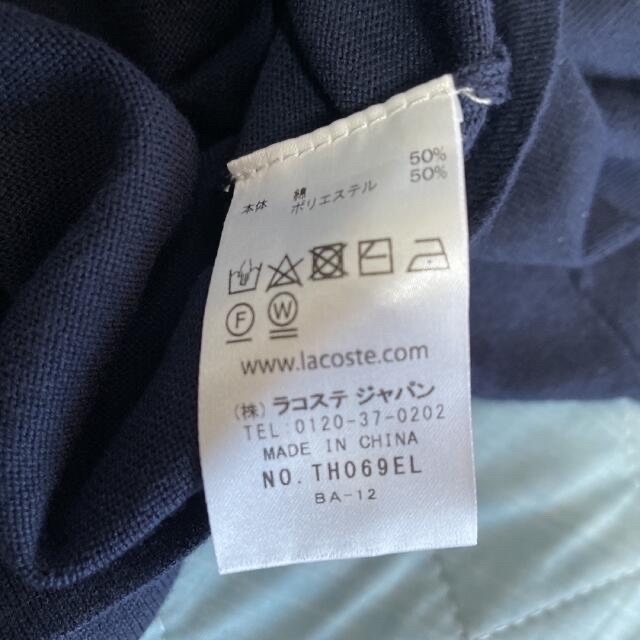 本体 綿 50%
ポリエステル 50%
F W
www.lacoste.com
(株) ラコステ ジャパン
TEL:0120-37-0202
MADE IN CHINA
NO. TH069EL
BA-12